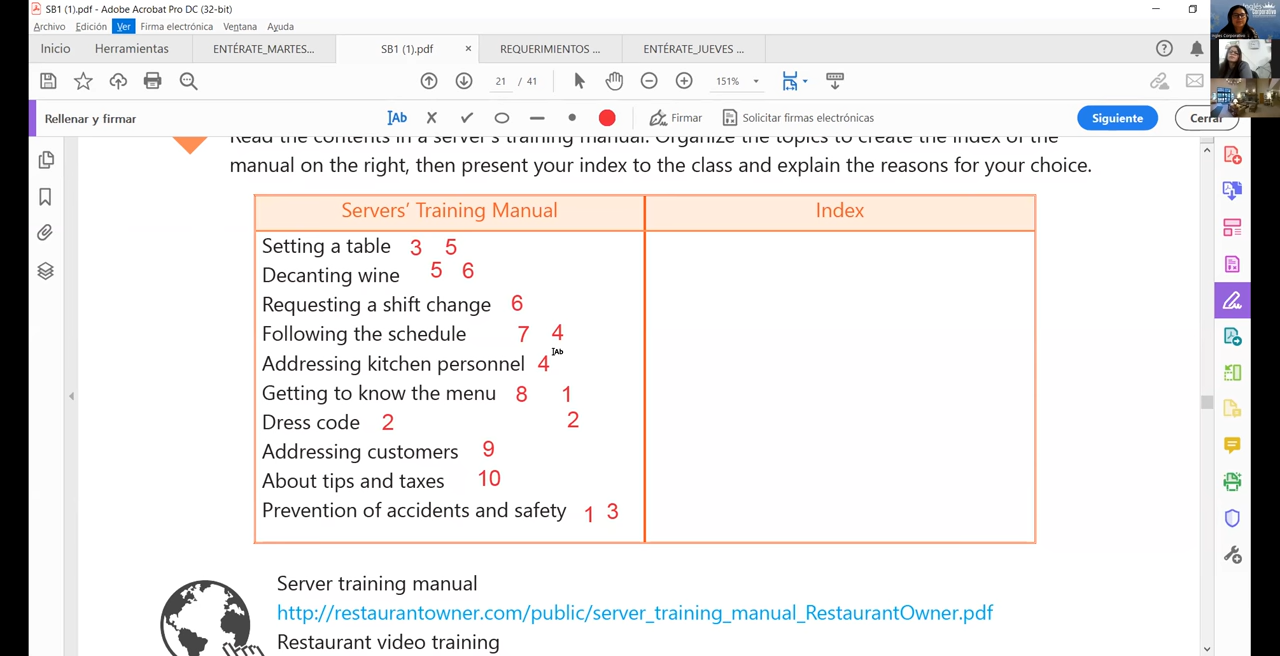 SB1 (1).pdf - Adobe Acrobat Pro DC (32-bit)
Archivo Edición Ver Firma electrónica Ventana Ayuda
Inicio Herramientas ENTÉRATE_MARTES... SB1 (1).pdf × REQUERIMIENTOS ... ENTÉRATE_JUEVES ...
21 / 41 151%
Rellenar y firmar Ab Firmar Solicitar firmas electrónicas Siguiente Cerrar
Read the contents in a server's training manual. Organize the topics to create the index of the
manual on the right, then present your index to the class and explain the reasons for your choice.
Servers' Training Manual Index
Setting a table 3 5
Decanting wine 5 6
Requesting a shift change 6
Following the schedule 7 4
Addressing kitchen personnel 4
Getting to know the menu 8 1
Dress code 2 2
Addressing customers 9
About tips and taxes 10
Prevention of accidents and safety 1 3
Server training manual
http://restaurantowner.com/public/server_training_manual_RestaurantOwner.pdf
Restaurant video training